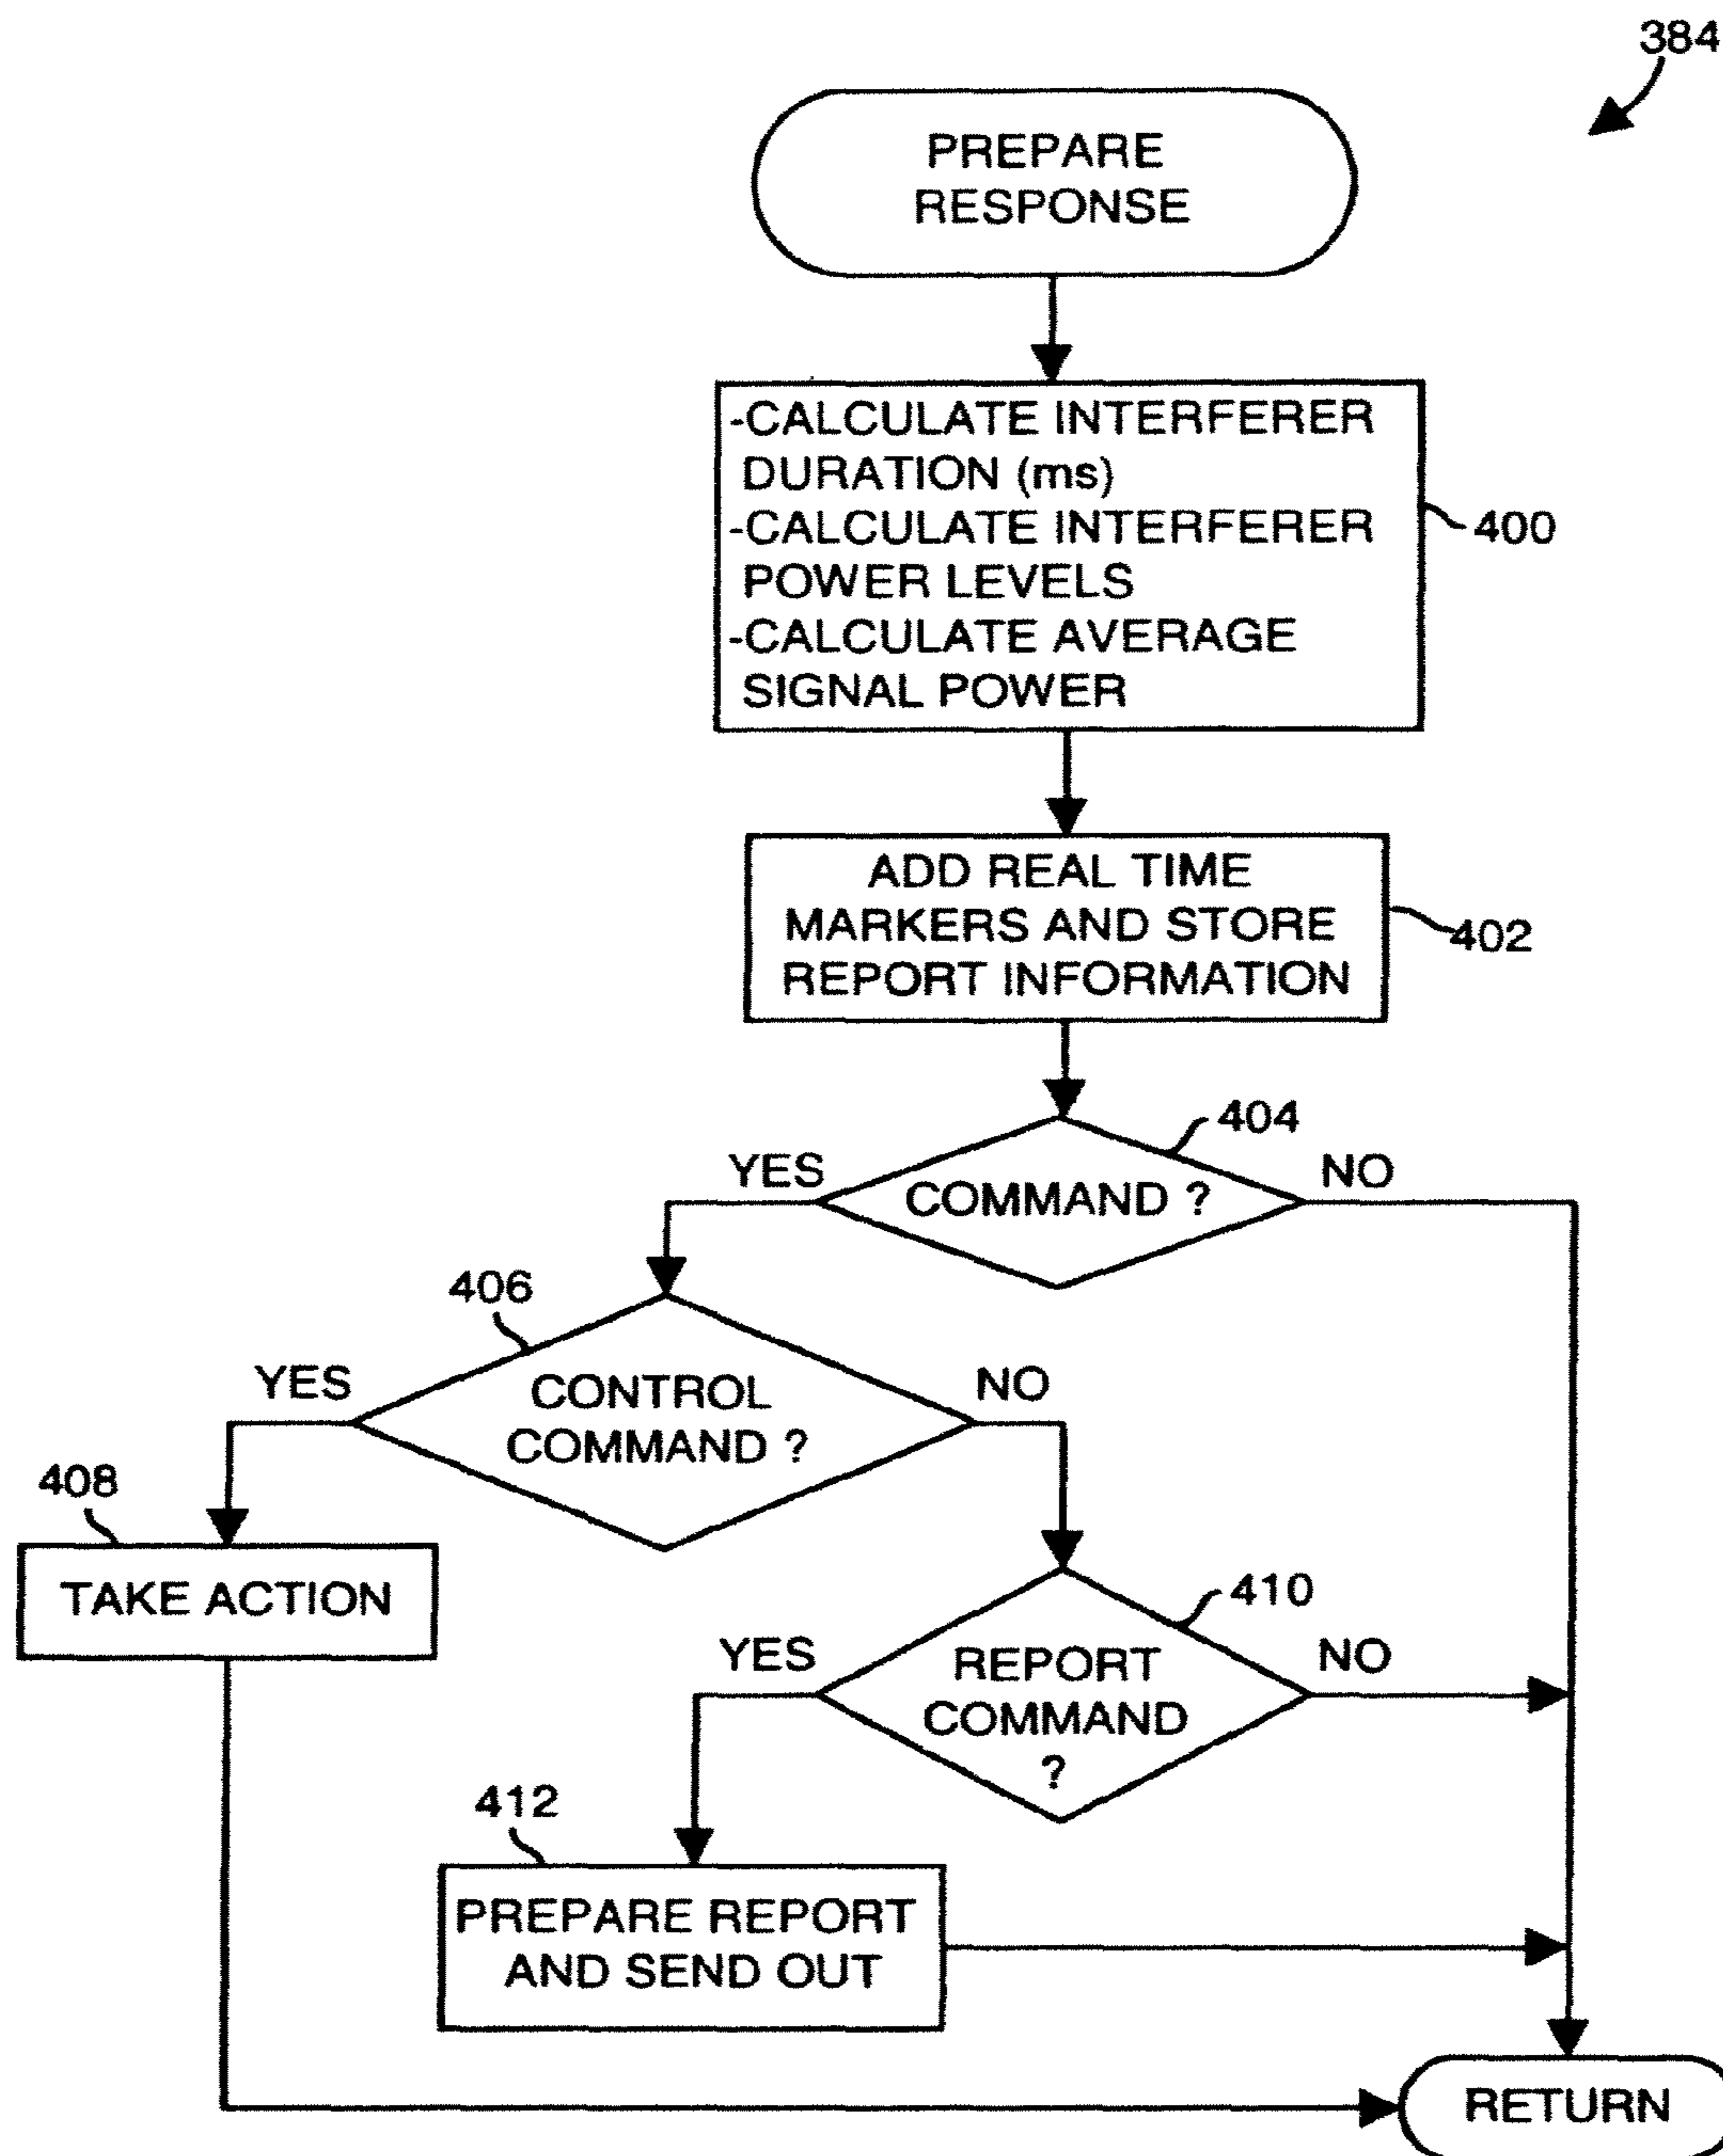 384
PREPARE
RESPONSE
-CALCULATE INTERFERER
DURATION (ms)
-CALCULATE INTERFERER
POWER LEVELS
-CALCULATE AVERAGE
SIGNAL POWER
400
ADD REAL TIME
MARKERS AND STORE
REPORT INFORMATION
402
404
YES
COMMAND ?
NO
406
YES
CONTROL
COMMAND ?
NO
408
TAKE ACTION
410
YES
REPORT
COMMAND
?
NO
412
PREPARE REPORT
AND SEND OUT
RETURN